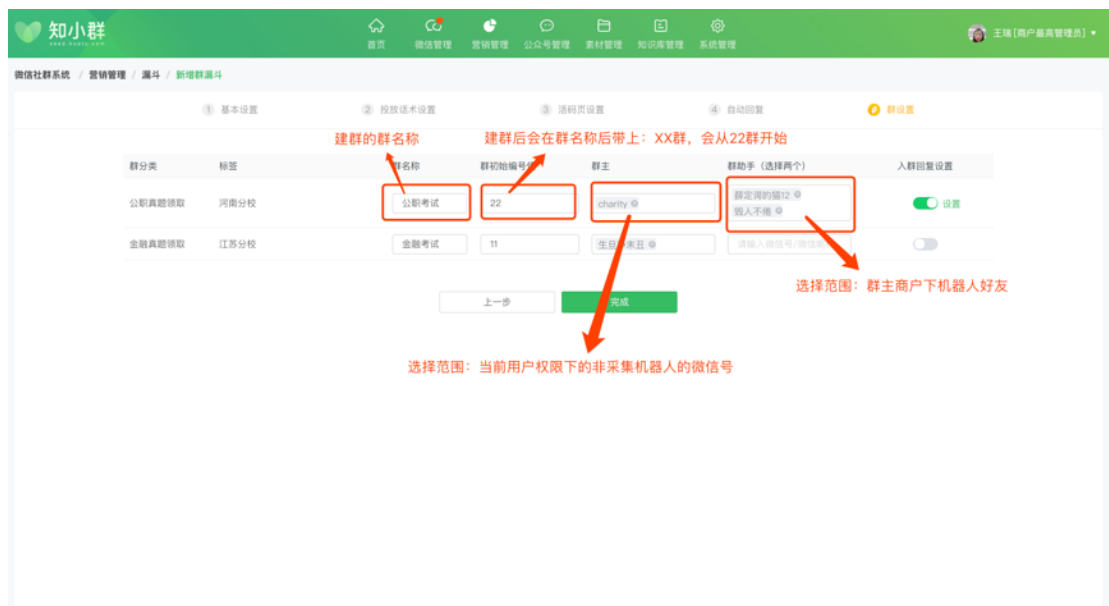 知小群
首页
微信管理
营销管理
公众号管理
素材管理
知识库管理
系统管理
王瑞[商户最高管理员]
微信社群系统 / 营销管理 / 漏斗 / 新增群漏斗
1 基本设置
2 投放话术设置
3 活码页设置
4 自动回复
群设置
建群的群名称
建群后会在群名称后带上：XX群，会从22群开始
群分类
标签
群名称
群初始编号
群主
群助手（选择两个）
入群回复设置
公职真题领取
河南分校
公职考试
22
charity
薛定谔的猫12
毁人不倦
设置
金融真题领取
江苏分校
金融考试
11
生旦
末丑
请输入微信号/微信昵
选择范围：群主商户下机器人好友
上一步
完成
选择范围：当前用户权限下的非采集机器人的微信号